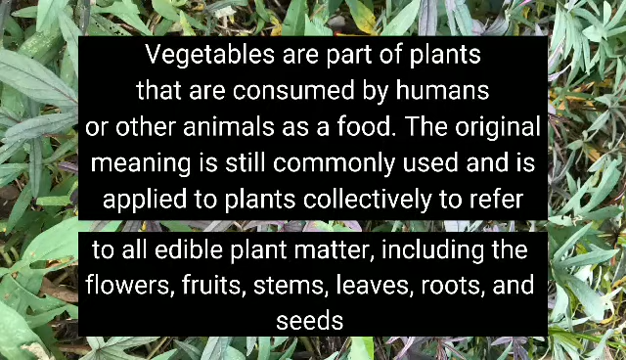 Vegetables are part of plants
that are consumed by humans
or other animals as a food. The original
meaning is still commonly used and is
applied to plants collectively to refer
to all edible plant matter, including the
flowers, fruits, stems, leaves, roots, and
seeds